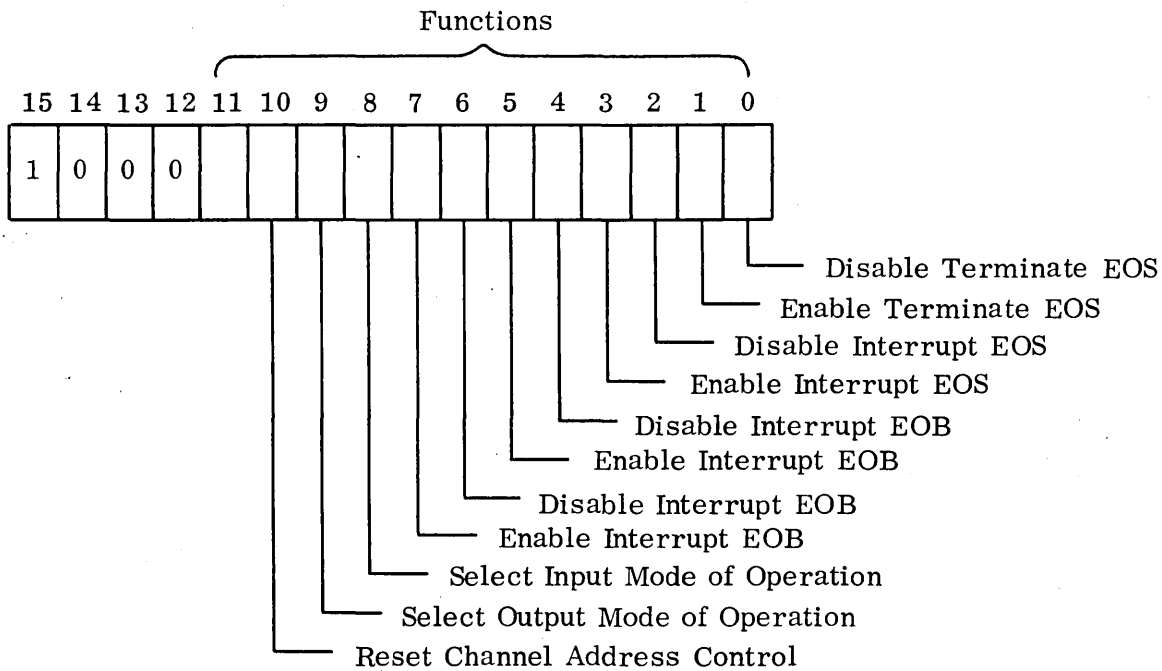 Functions
15 14 13 12 11 10 9 8 7 6 5 4 3 2 1 0
1 0 0 0
Disable Terminate EOS
Enable Terminate EOS
Disable Interrupt EOS
Enable Interrupt EOS
Disable Interrupt EOB
Enable Interrupt EOB
Disable Interrupt EOB
Enable Interrupt EOB
Select Input Mode of Operation
Select Output Mode of Operation
Reset Channel Address Control